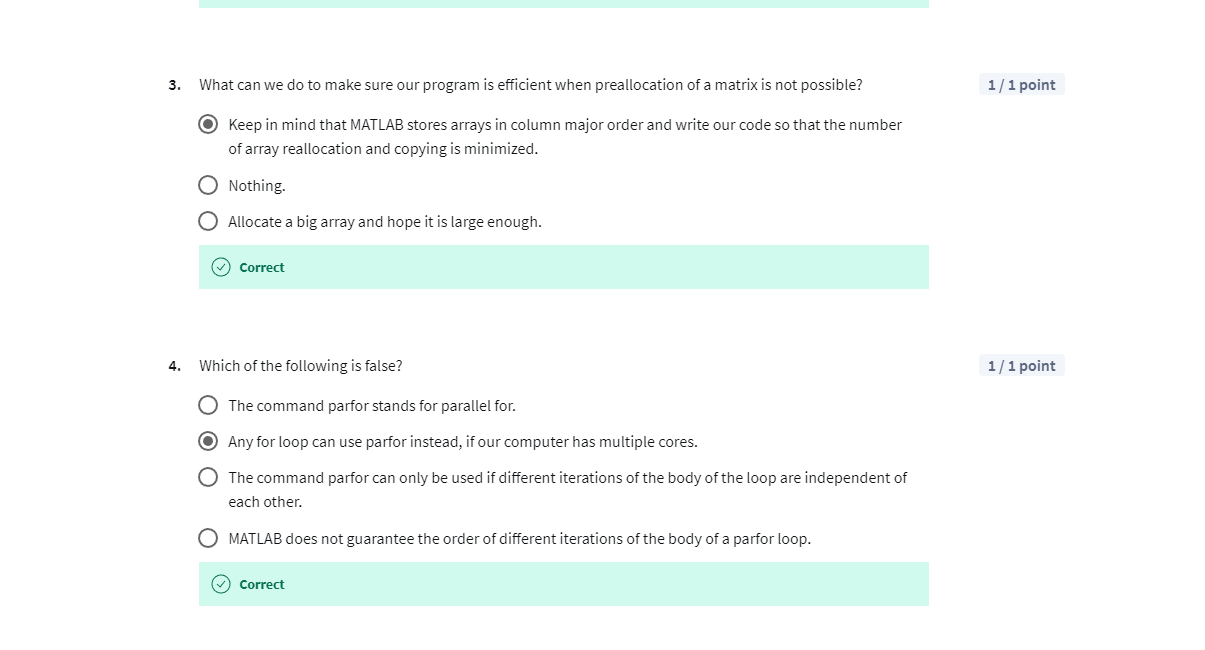 3. What can we do to make sure our program is efficient when preallocation of a matrix is not possible? 1 / 1 point
Keep in mind that MATLAB stores arrays in column major order and write our code so that the number
of array reallocation and copying is minimized.
Nothing.
Allocate a big array and hope it is large enough.
Correct
4. Which of the following is false? 1 / 1 point
The command parfor stands for parallel for.
Any for loop can use parfor instead, if our computer has multiple cores.
The command parfor can only be used if different iterations of the body of the loop are independent of
each other.
MATLAB does not guarantee the order of different iterations of the body of a parfor loop.
Correct